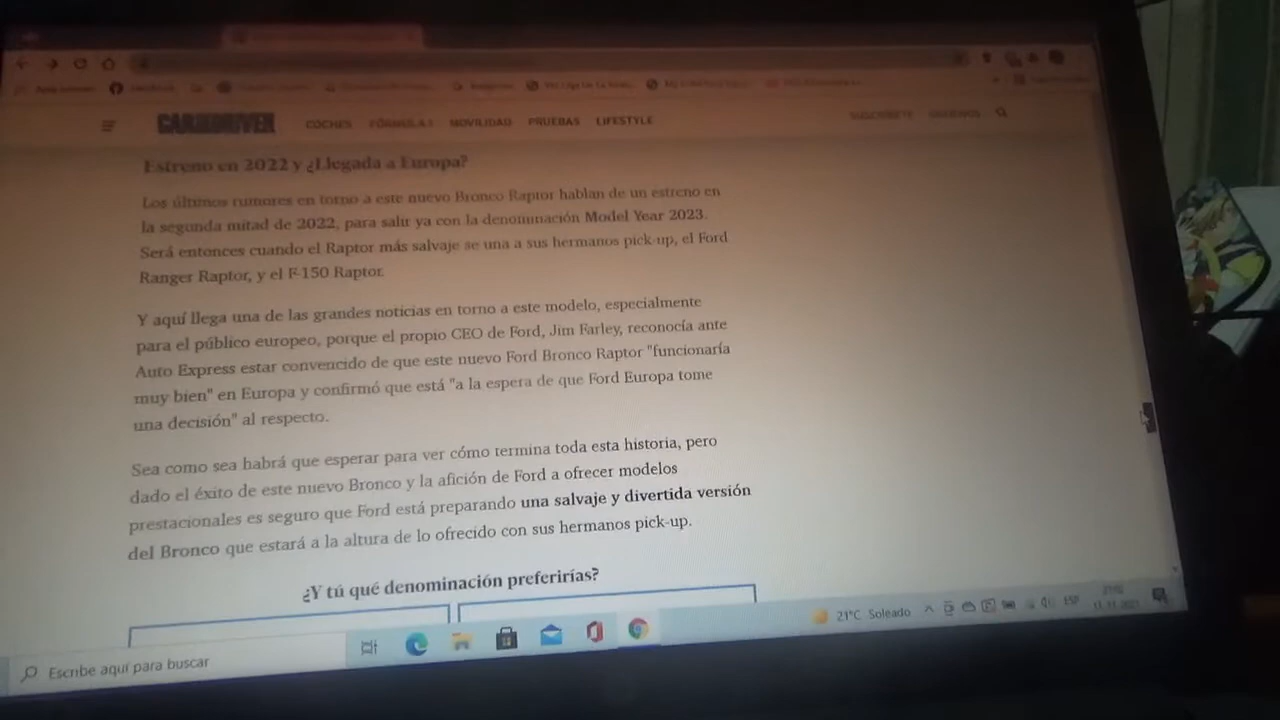 CARANDDRIVER
COCHES FÓRMULA 1 MOVILIDAD PRUEBAS LIFESTYLE
Estreno en 2022 y ¿Llegada a Europa?
Los últimos rumores en torno a este nuevo Bronco Raptor hablan de un estreno en
la segunda mitad de 2022, para salir ya con la denominación Model Year 2023.
Será entonces cuando el Raptor más salvaje se una a sus hermanos pick-up, el Ford
Ranger Raptor, y el F-150 Raptor.
Y aquí llega una de las grandes noticias en torno a este modelo, especialmente
para el público europeo, porque el propio CEO de Ford, Jim Farley, reconocía ante
Auto Express estar convencido de que este nuevo Ford Bronco Raptor "funcionaría
muy bien" en Europa y confirmó que está "a la espera de que Ford Europa tome
una decisión" al respecto.
Sea como sea habrá que esperar para ver cómo termina toda esta historia, pero
dado el éxito de este nuevo Bronco y la afición de Ford a ofrecer modelos
prestacionales es seguro que Ford está preparando una salvaje y divertida versión
del Bronco que estará a la altura de lo ofrecido con sus hermanos pick-up.
¿Y tú qué denominación preferirías?
21°C Soleado
ESP
Escribe aquí para buscar